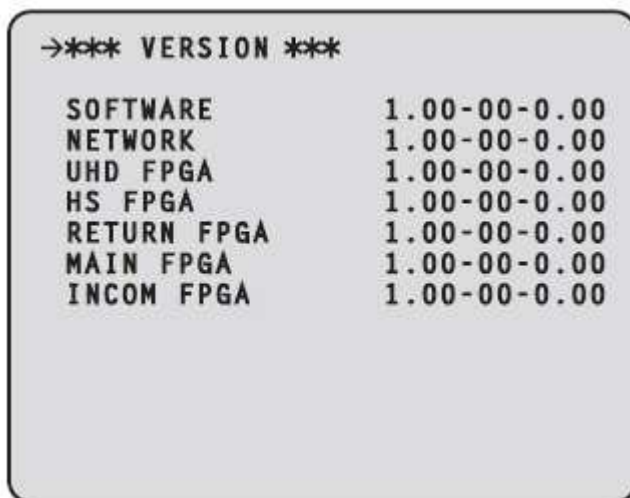 →*** VERSION ***
SOFTWARE 1.00-00-0.00
NETWORK 1.00-00-0.00
UHD FPGA 1.00-00-0.00
HS FPGA 1.00-00-0.00
RETURN FPGA 1.00-00-0.00
MAIN FPGA 1.00-00-0.00
INCOM FPGA 1.00-00-0.00